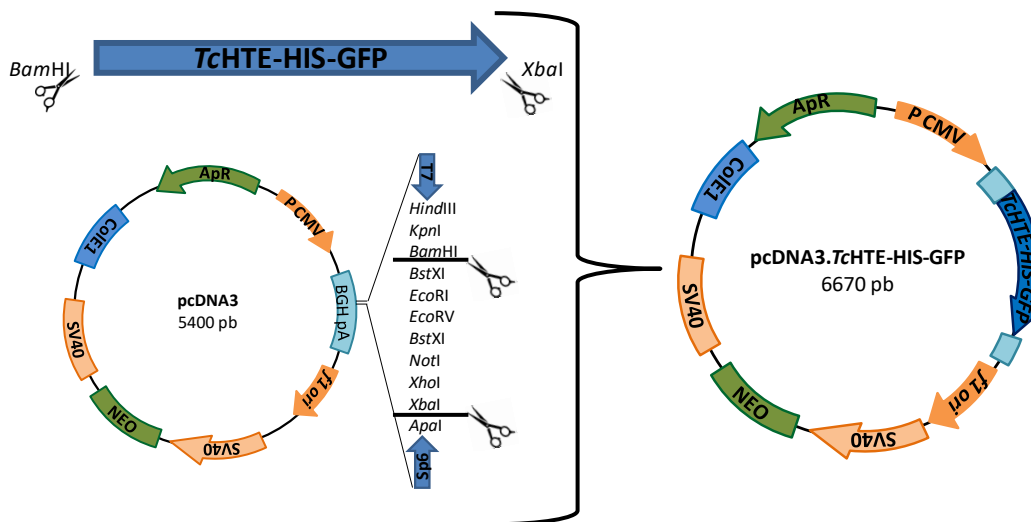 TcHTE-HIS-GFP
BamHI
XbaI
ApR
P CMV
BGH pA
f1 ori
SV40
NEO
SV40
ColE1
pcDNA3
5400 pb
T7
HindIII
KpnI
BamHI
BstXI
EcoRI
EcoRV
BstXI
NotI
XhoI
XbaI
ApaI
Sp6
ApR
P CMV
TcHTE-HIS-GFP
f1 ori
SV40
NEO
SV40
ColE1
pcDNA3.TcHTE-HIS-GFP
6670 pb